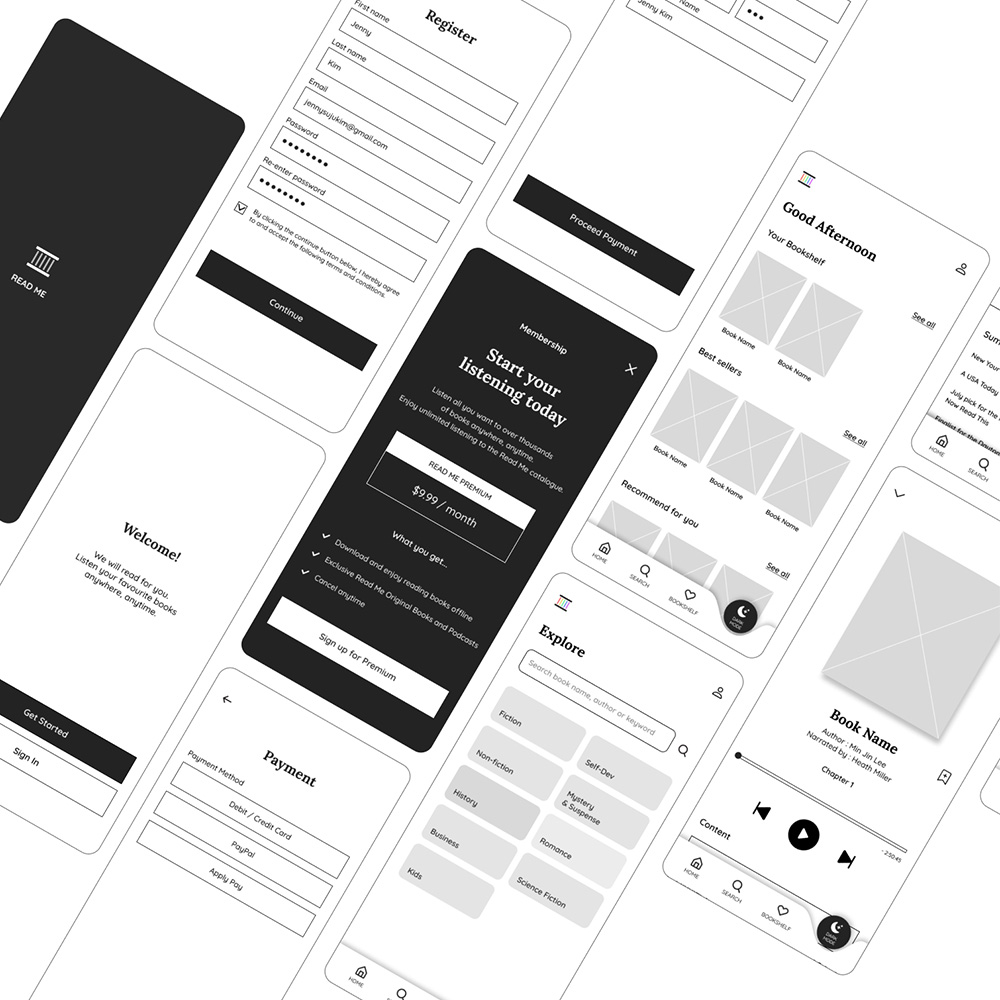 READ ME
Welcome!
We will read for you.
Listen your favourite books
anywhere, anytime.
Get Started
Sign In
Register
First name
Jenny
Last name
Kim
Email
jennysujukim@gmail.com
Password
Re-enter password
By clicking the continue button below, I hereby agree
to and accept the following terms and conditions.
Continue
Membership
Start your
listening today
Listen all you want to over thousands
of books anywhere, anytime.
Enjoy unlimited listening to the Read Me catalogue.
READ ME PREMIUM
$9.99 / month
What you get...
Download and enjoy reading books offline
Exclusive Read Me Original Books and Podcasts
Cancel anytime
Sign up for Premium
Payment
Payment Method
Debit / Credit Card
PayPal
Apply Pay
Name
Jenny Kim
Proceed Payment
Good Afternoon
Your Bookshelf
See all
Book Name
Book Name
Best sellers
See all
Book Name
Book Name
Book Name
Recommend for you
See all
HOME
SEARCH
BOOKSHELF
DARK
MODE
Explore
Search book name, author or keyword
Fiction
Self-Dev
Non-fiction
Mystery
& Suspense
History
Romance
Business
Science Fiction
Kids
HOME
New Your
A USA Today
July pick for the
Now Read This
HOME
SEARCH
Book Name
Author : Min Jin Lee
Narrated by : Heath Miller
Chapter 1
- 2:50:45
Content
HOME
SEARCH
BOOKSHELF
DARK
MODE